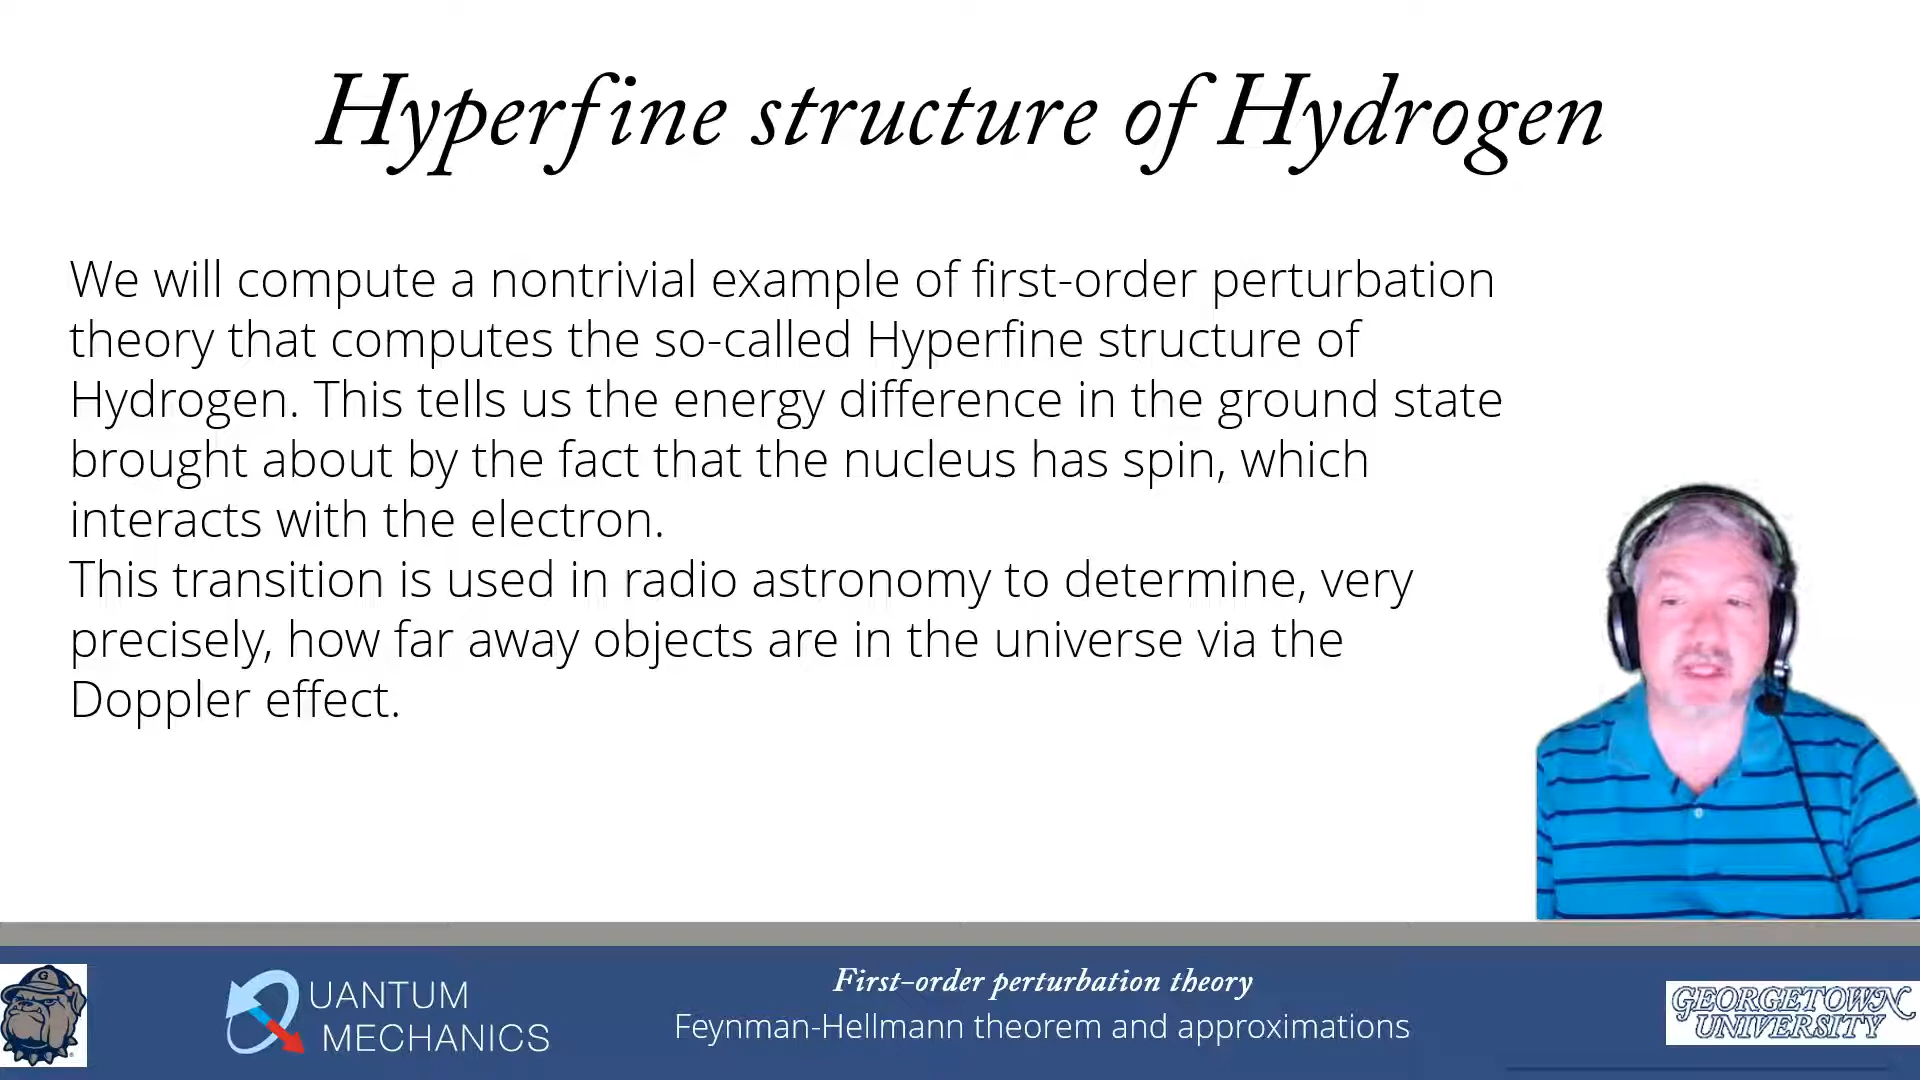 Hyperfine structure of Hydrogen
We will compute a nontrivial example of first-order perturbation
theory that computes the so-called Hyperfine structure of
Hydrogen. This tells us the energy difference in the ground state
brought about by the fact that the nucleus has spin, which
interacts with the electron.
This transition is used in radio astronomy to determine, very
precisely, how far away objects are in the universe via the
Doppler effect.
G
QUANTUM
MECHANICS
First-order perturbation theory
Feynman-Hellmann theorem and approximations
GEORGETOWN
UNIVERSITY